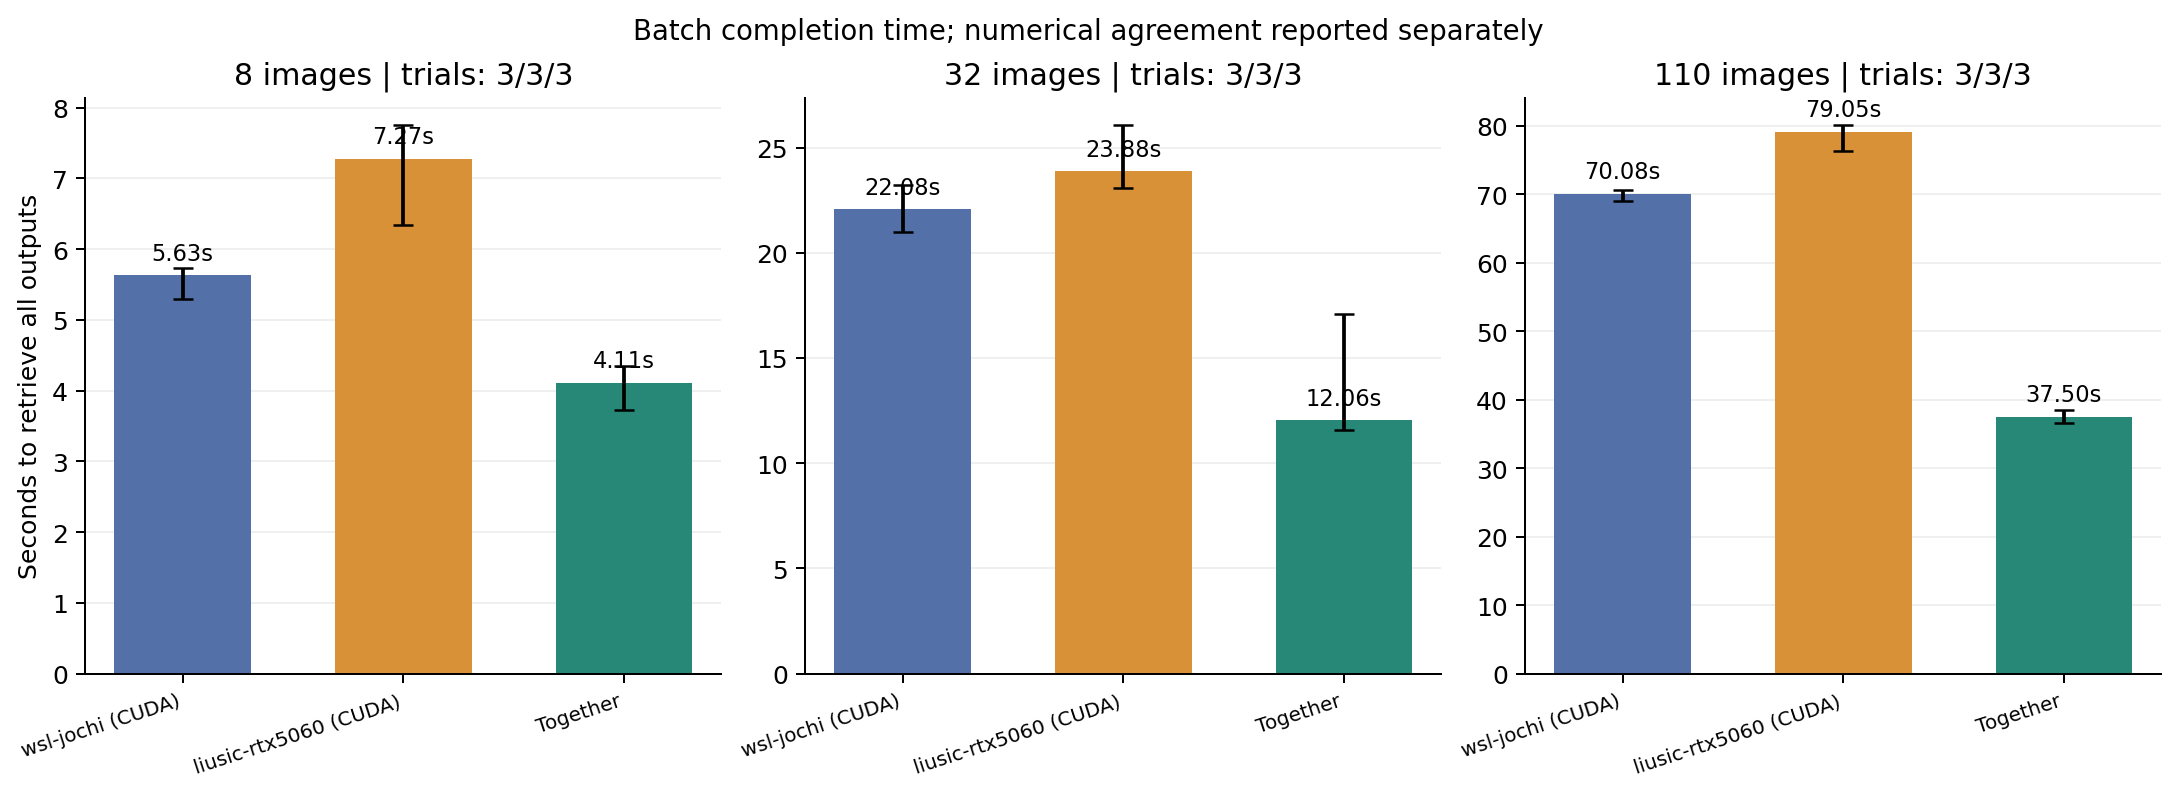 Batch completion time; numerical agreement reported separately
8 images | trials: 3/3/3
Seconds to retrieve all outputs
8
7
6
5
4
3
2
1
0
5.63s
7.27s
4.11s
wsl-jochi (CUDA)
liusic-rtx5060 (CUDA)
Together
32 images | trials: 3/3/3
25
20
15
10
5
0
22.08s
23.88s
12.06s
wsl-jochi (CUDA)
liusic-rtx5060 (CUDA)
Together
110 images | trials: 3/3/3
80
70
60
50
40
30
20
10
0
70.08s
79.05s
37.50s
wsl-jochi (CUDA)
liusic-rtx5060 (CUDA)
Together